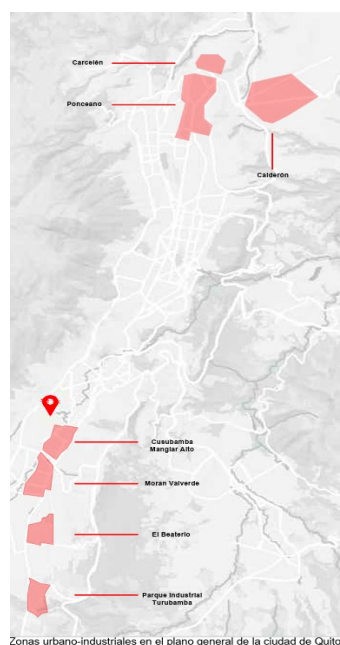 Carcelén
Ponceano
Calderón
Cusubamba
Manglar Alto
Moran Valverde
El Beaterio
Parque Industrial
Turubamba
Zonas urbano-industriales en el plano general de la ciudad de Quito